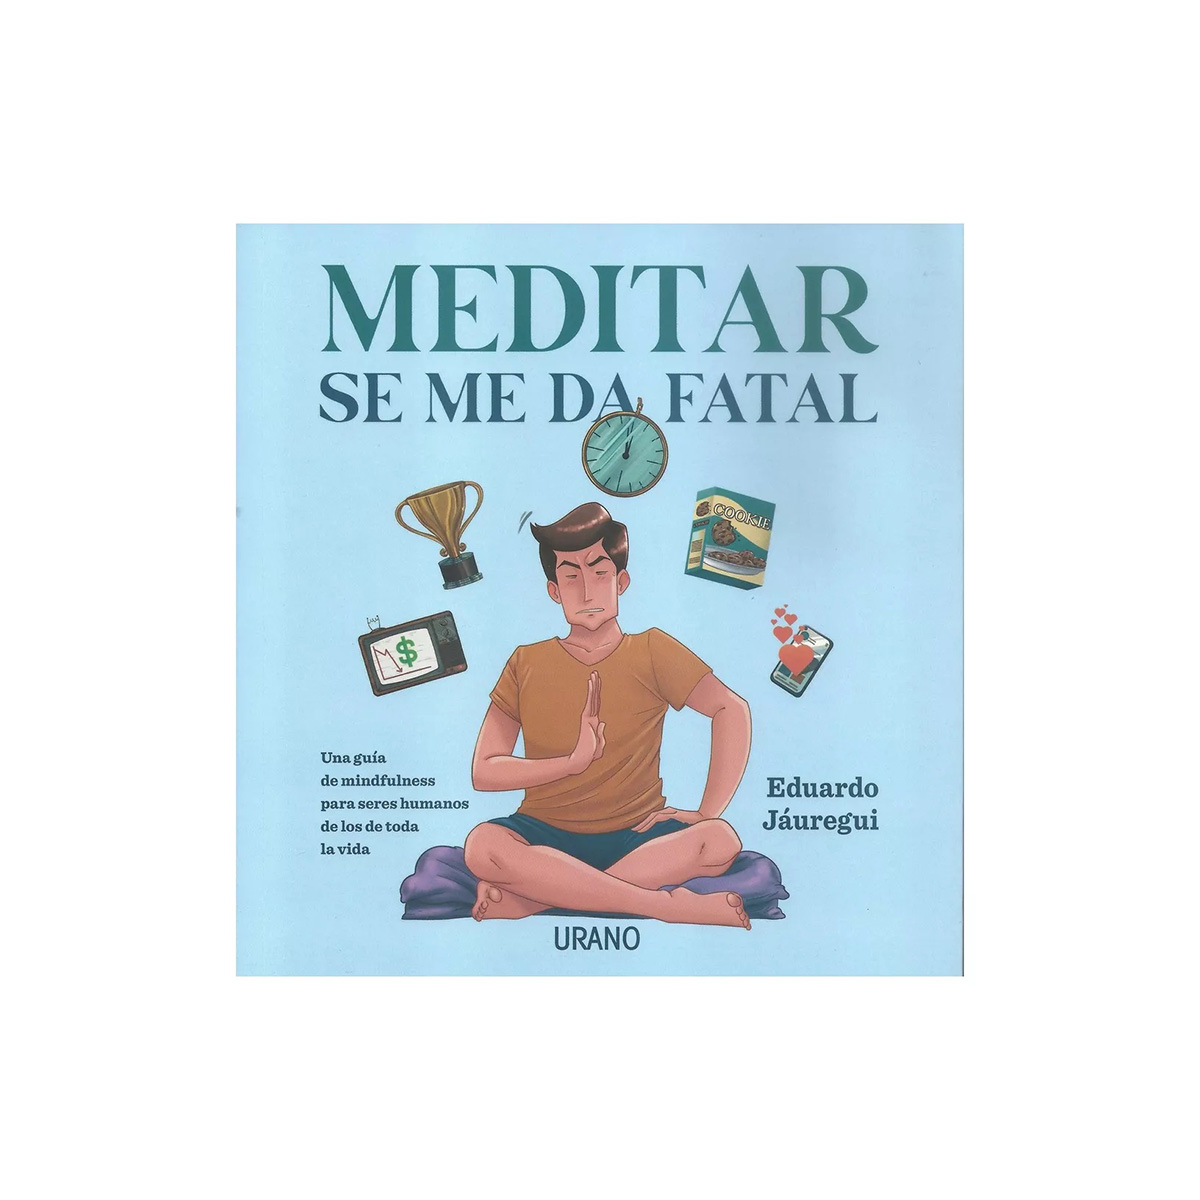 MEDITAR
SE ME DA FATAL
COOKIE
$
Una guía
de mindfulness
para seres humanos
de los de toda
la vida
Eduardo
Jáuregui
URANO